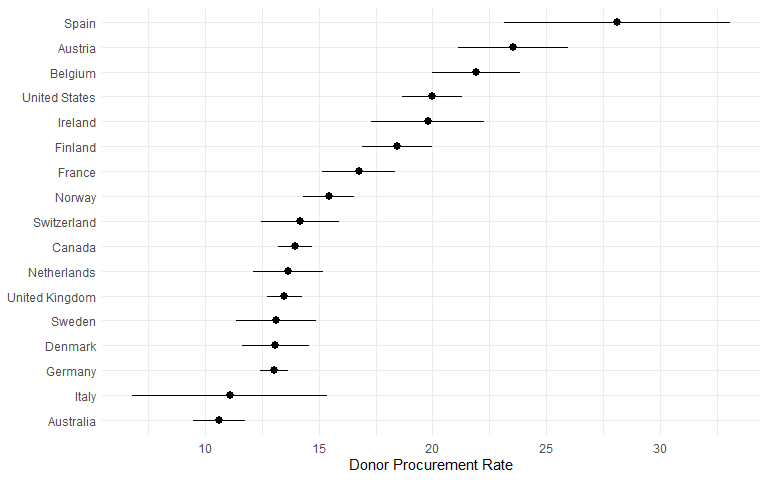 Spain
Austria
Belgium
United States
Ireland
Finland
France
Norway
Switzerland
Canada
Netherlands
United Kingdom
Sweden
Denmark
Germany
Italy
Australia
10 15 20 25 30
Donor Procurement Rate